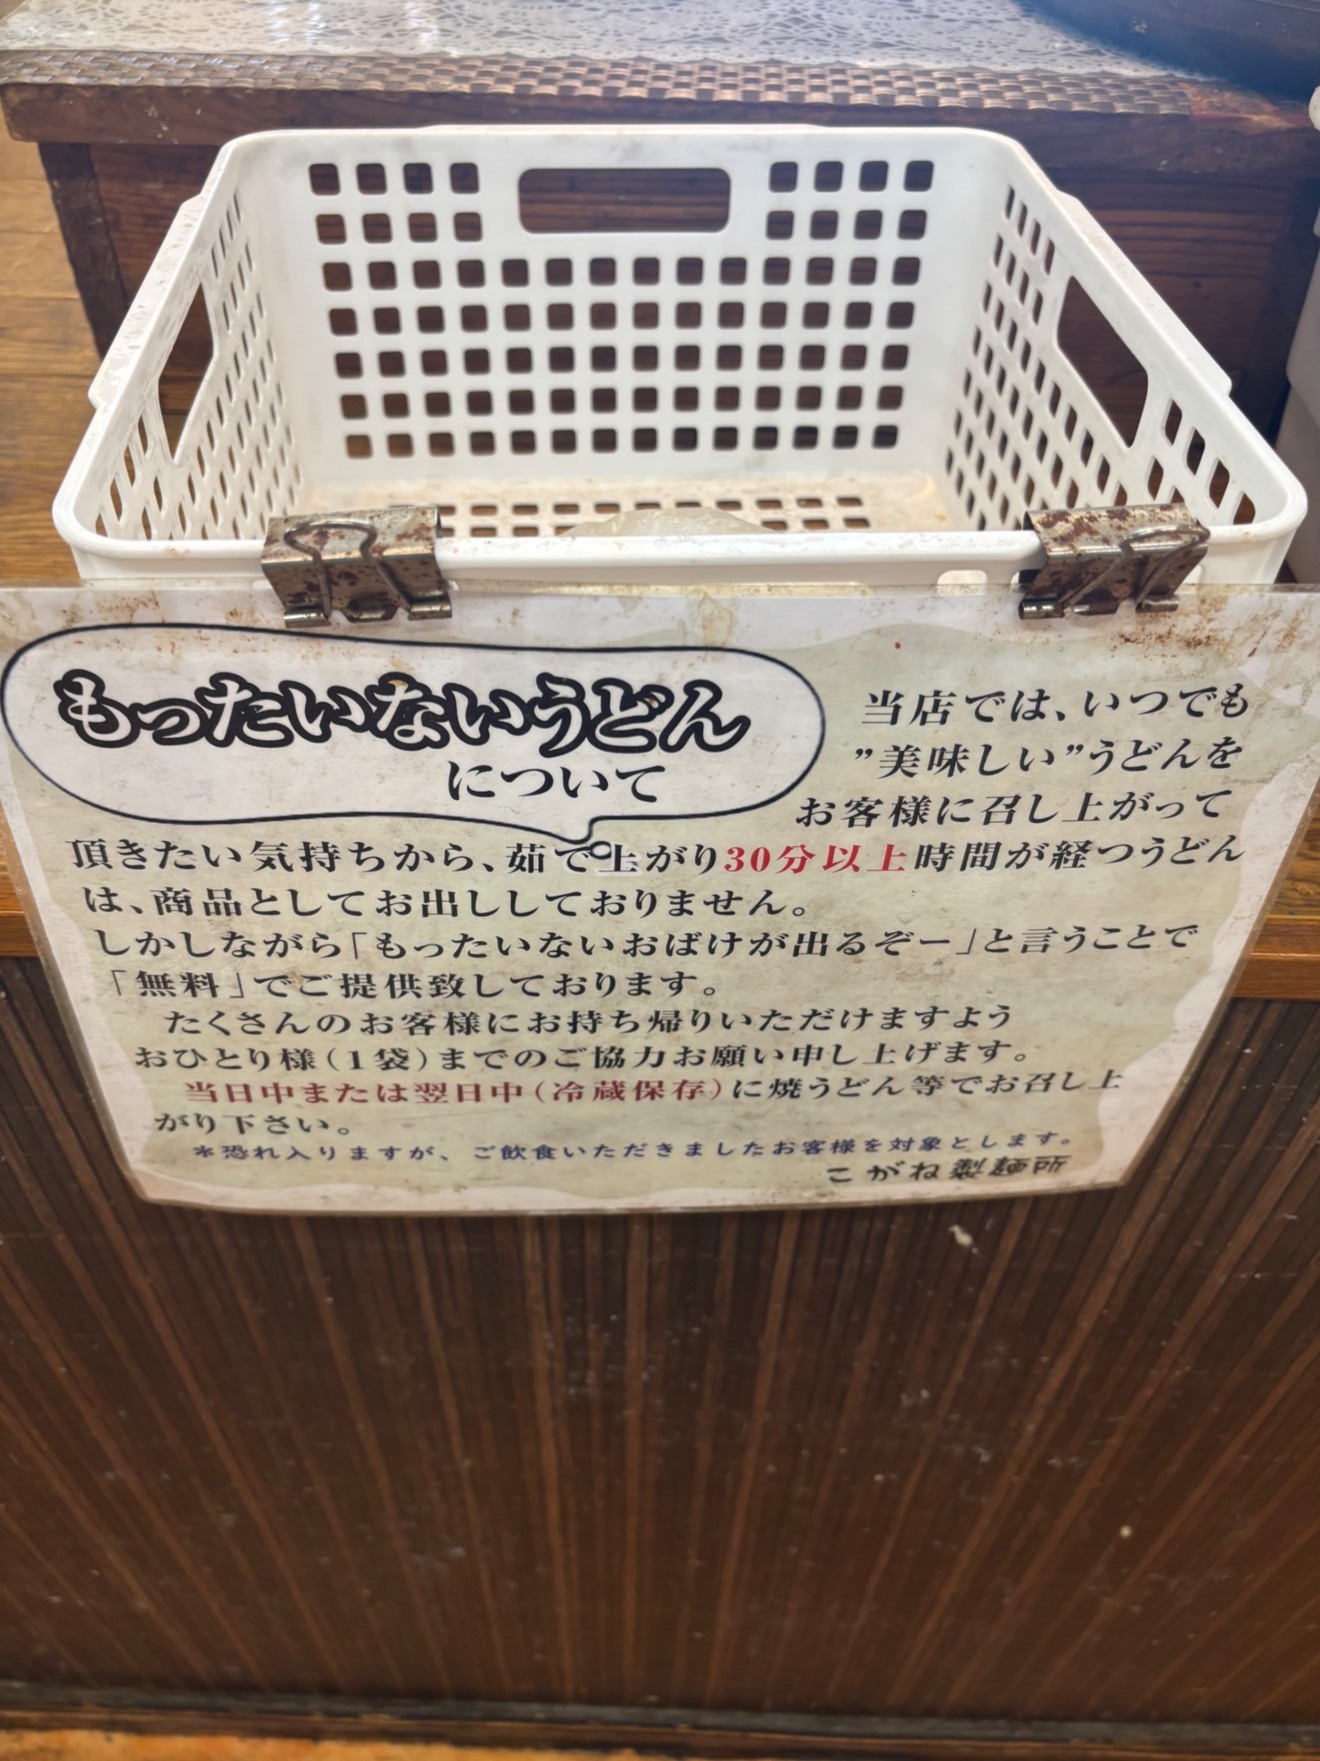 もったいないうどん
について
当店では、いつでも
”美味しい”うどんを
お客様に召し上がって
頂きたい気持ちから、茹で上がり30分以上時間が経つうどん
は、商品としてお出ししておりません。
しかしながら「もったいないおばけが出るぞー」と言うことで
「無料」でご提供致しております。
たくさんのお客様にお持ち帰りいただけますよう
おひとり様(1袋)までのご協力お願い申し上げます。
当日中または翌日中(冷蔵保存)に焼うどん等でお召し上
がり下さい。
*恐れ入りますが、ご飲食いただきましたお客様を対象とします。
こがね製麺所